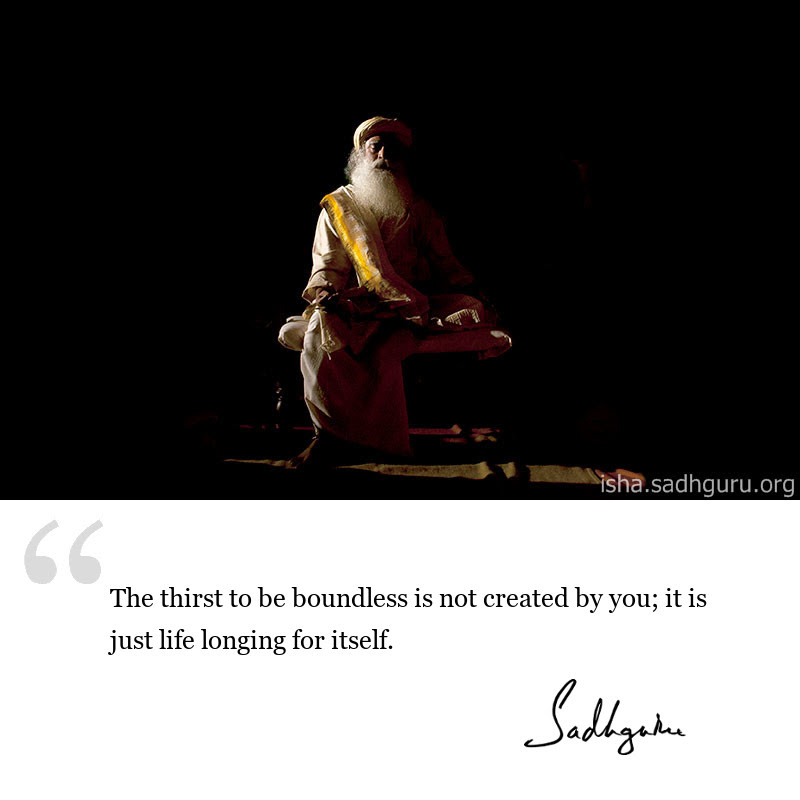 isha.sadhguru.org
“
The thirst to be boundless is not created by you; it is
just life longing for itself.
Sadhguru